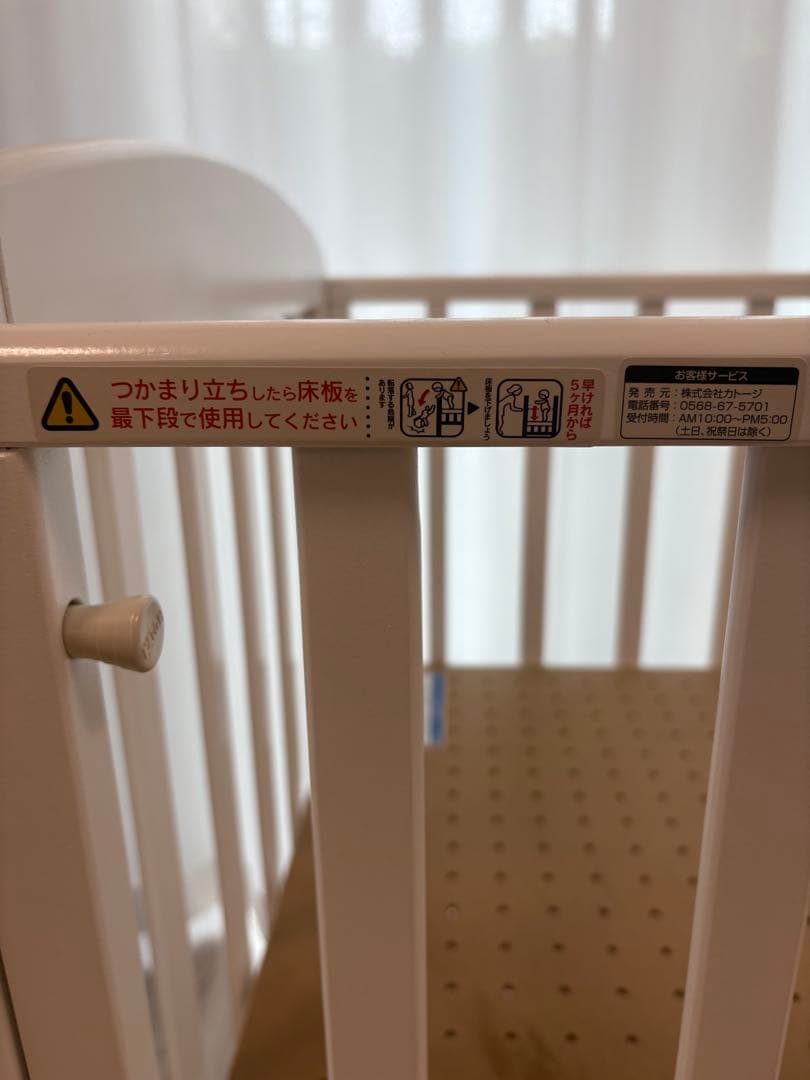 つかまり立ちしたら床板を
最下段で使用してください
転落する危険が
あります
床板を下げましょう
早ければ
5ヶ月から
お客様サービス
発売元：株式会社カトージ
電話番号：0568-67-5701
受付時間：AM10:00〜PM5:00
（土日、祝祭日は除く）